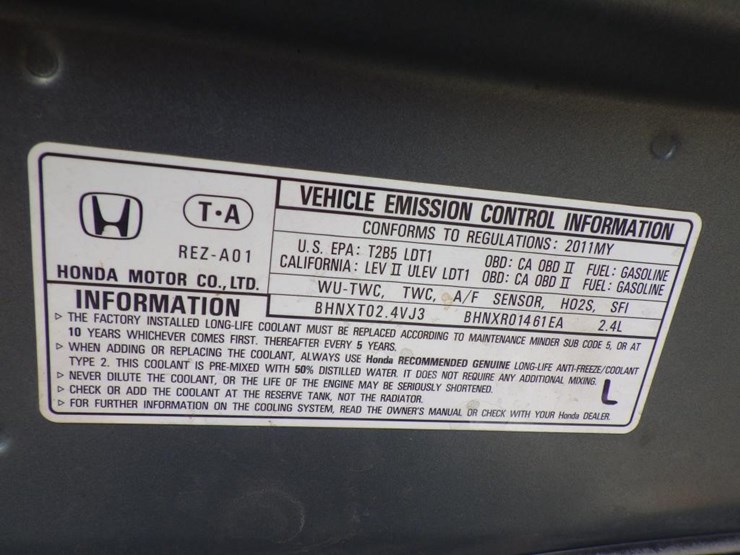 T·A
REZ-A01
HONDA MOTOR CO., LTD.
VEHICLE EMISSION CONTROL INFORMATION
CONFORMS TO REGULATIONS: 2011MY
U.S. EPA: T2B5 LDT1 OBD: CA OBD II FUEL: GASOLINE
CALIFORNIA: LEV II ULEV LDT1 OBD: CA OBD II FUEL: GASOLINE
WU-TWC, TWC, A/F SENSOR, HO2S, SFI
BHNXT02.4VJ3 BHNXR01461EA 2.4L
INFORMATION
▷ THE FACTORY INSTALLED LONG-LIFE COOLANT MUST BE REPLACED ACCORDING TO MAINTENANCE MINDER SUB CODE 5, OR AT
10 YEARS WHICHEVER COMES FIRST. THEREAFTER EVERY 5 YEARS.
▷ WHEN ADDING OR REPLACING THE COOLANT, ALWAYS USE Honda RECOMMENDED GENUINE LONG-LIFE ANTI-FREEZE/COOLANT
TYPE 2. THIS COOLANT IS PRE-MIXED WITH 50% DISTILLED WATER. IT DOES NOT REQUIRE ANY ADDITIONAL MIXING.
▷ NEVER DILUTE THE COOLANT, OR THE LIFE OF THE ENGINE MAY BE SERIOUSLY SHORTENED.
▷ CHECK OR ADD THE COOLANT AT THE RESERVE TANK, NOT THE RADIATOR.
▷ FOR FURTHER INFORMATION ON THE COOLING SYSTEM, READ THE OWNER'S MANUAL OR CHECK WITH YOUR Honda DEALER.
L